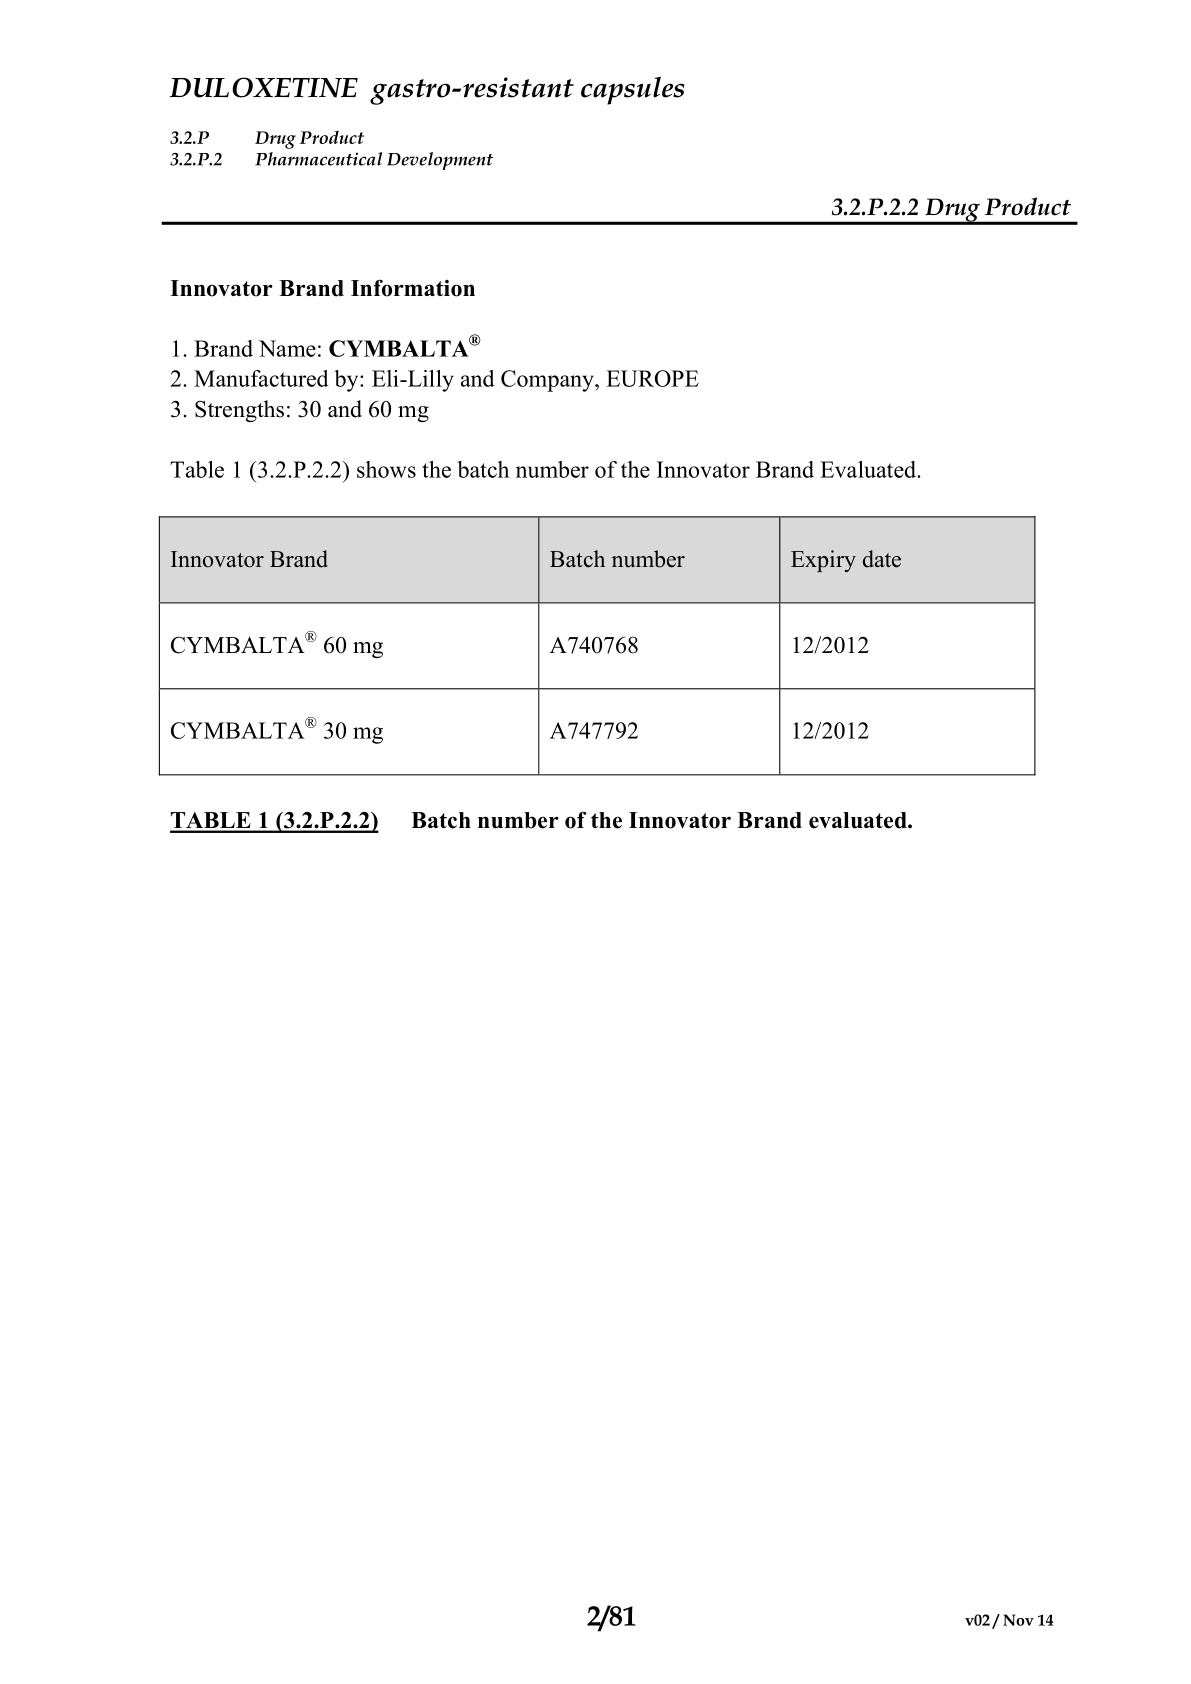 DULOXETINE gastro-resistant capsules
3.2.P Drug Product
3.2.P.2 Pharmaceutical Development
3.2.P.2.2 Drug Product
Innovator Brand Information
1. Brand Name: CYMBALTA®
2. Manufactured by: Eli-Lilly and Company, EUROPE
3. Strengths: 30 and 60 mg
Table 1 (3.2.P.2.2) shows the batch number of the Innovator Brand Evaluated.
Innovator Brand Batch number Expiry date
CYMBALTA® 60 mg A740768 12/2012
CYMBALTA® 30 mg A747792 12/2012
TABLE 1 (3.2.P.2.2) Batch number of the Innovator Brand evaluated.
2/81 v02 / Nov 14